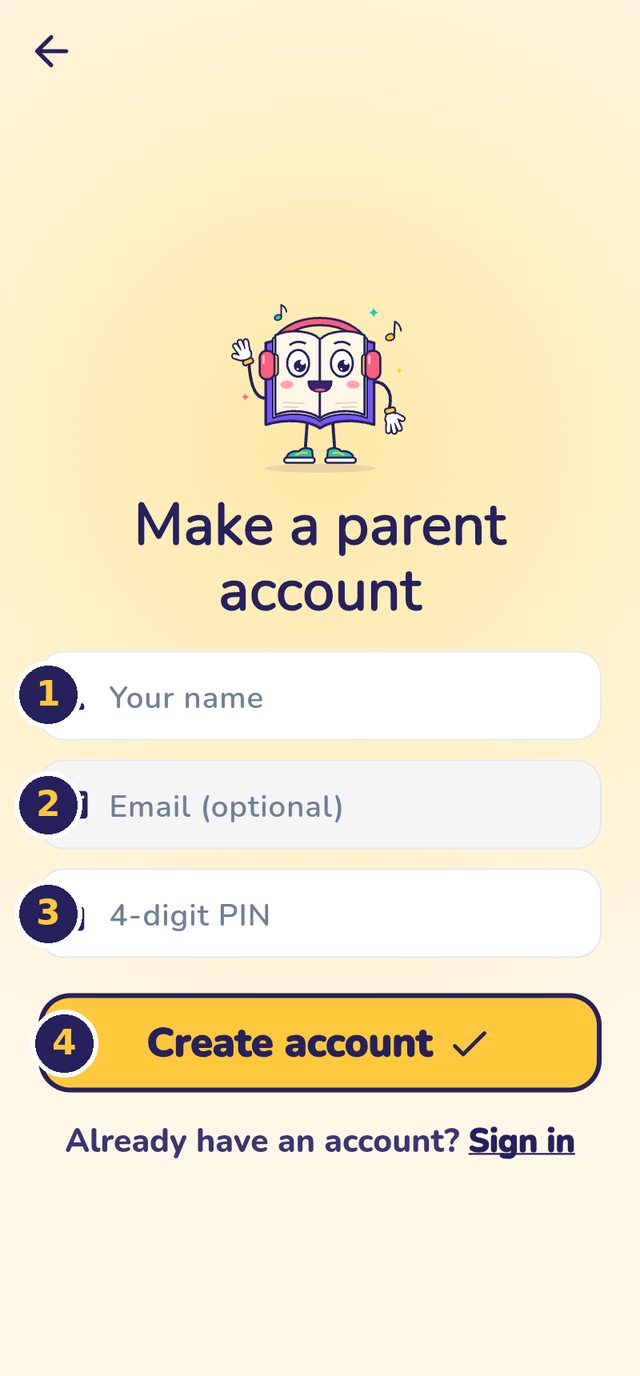 Make a parent
account
1 Your name
2 Email (optional)
3 4-digit PIN
4 Create account
Already have an account? Sign in